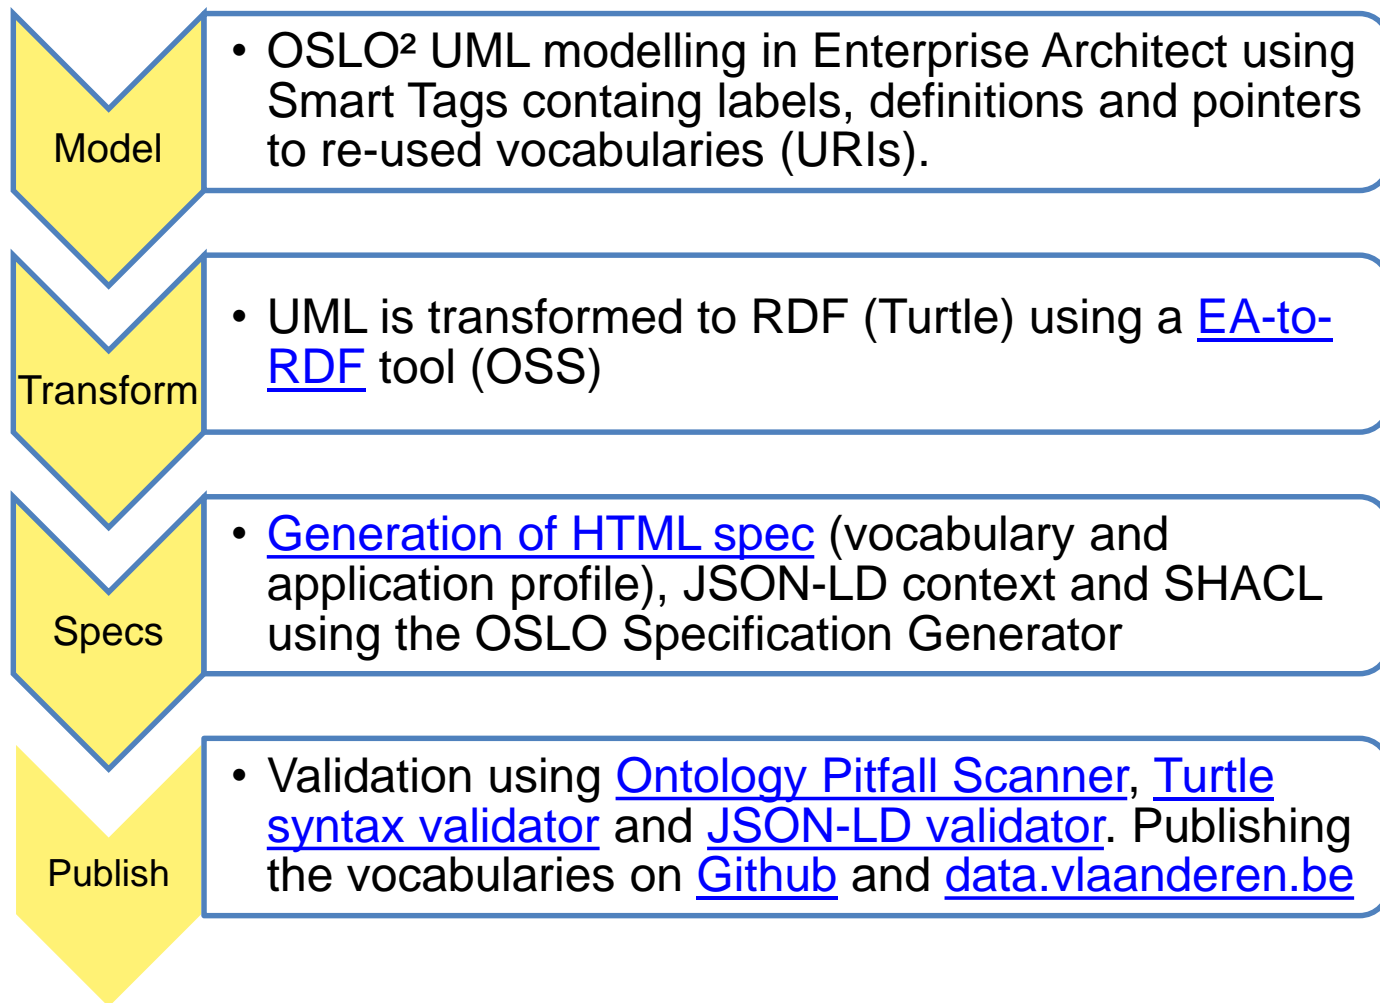 Model
• OSLO² UML modelling in Enterprise Architect using
Smart Tags containg labels, definitions and pointers
to re-used vocabularies (URIs).
Transform
• UML is transformed to RDF (Turtle) using a EA-to-
RDF tool (OSS)
Specs
• Generation of HTML spec (vocabulary and
application profile), JSON-LD context and SHACL
using the OSLO Specification Generator
Publish
• Validation using Ontology Pitfall Scanner, Turtle
syntax validator and JSON-LD validator. Publishing
the vocabularies on Github and data.vlaanderen.be